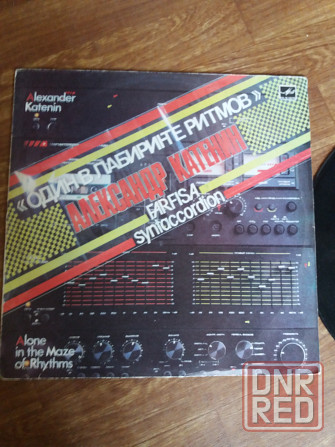 Alexander
Katenin
« ОДИН В ЛАБИРИНТЕ РИТМОВ »
АЛЕКСАНДР КАТЕНИН
FARFISA
syntaccordion
Alone
in the Maze
of Rhythms
DNR
RED